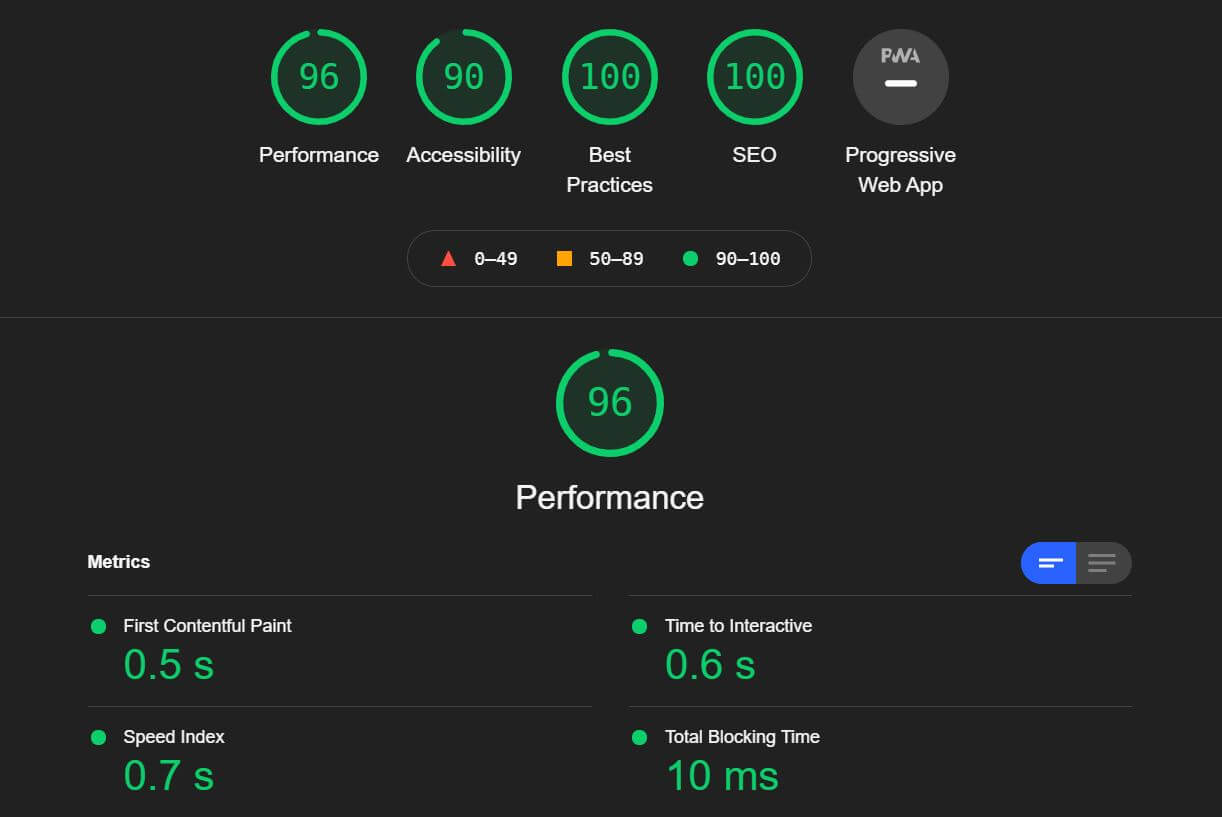 96 90 100 100 PWA
Performance Accessibility Best Practices SEO Progressive Web App
0–49 50–89 90–100
96
Performance
Metrics
First Contentful Paint
0.5 s
Time to Interactive
0.6 s
Speed Index
0.7 s
Total Blocking Time
10 ms